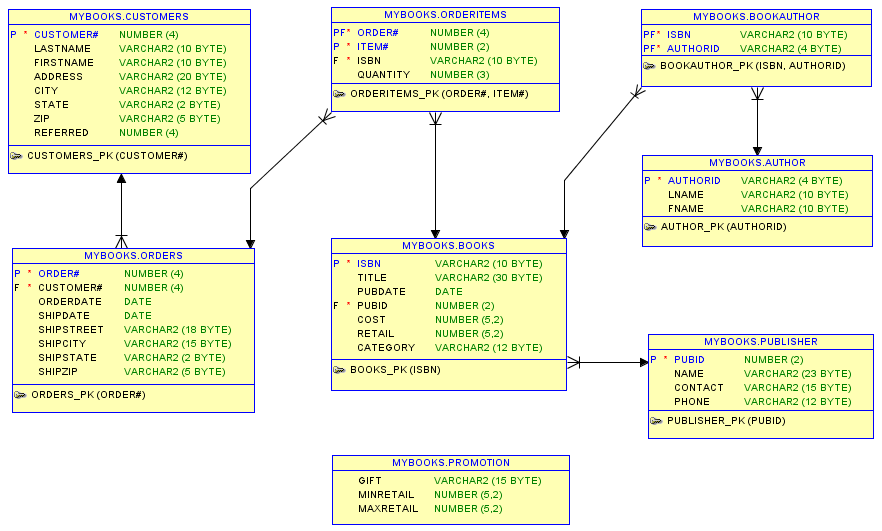 MYBOOKS.CUSTOMERS
P * CUSTOMER# NUMBER (4)
LASTNAME VARCHAR2 (10 BYTE)
FIRSTNAME VARCHAR2 (10 BYTE)
ADDRESS VARCHAR2 (20 BYTE)
CITY VARCHAR2 (12 BYTE)
STATE VARCHAR2 (2 BYTE)
ZIP VARCHAR2 (5 BYTE)
REFERRED NUMBER (4)
CUSTOMERS_PK (CUSTOMER#)
MYBOOKS.ORDERITEMS
PF* ORDER# NUMBER (4)
P * ITEM# NUMBER (2)
F * ISBN VARCHAR2 (10 BYTE)
QUANTITY NUMBER (3)
ORDERITEMS_PK (ORDER#, ITEM#)
MYBOOKS.BOOKAUTHOR
PF* ISBN VARCHAR2 (10 BYTE)
PF* AUTHORID VARCHAR2 (4 BYTE)
BOOKAUTHOR_PK (ISBN, AUTHORID)
MYBOOKS.AUTHOR
P * AUTHORID VARCHAR2 (4 BYTE)
LNAME VARCHAR2 (10 BYTE)
FNAME VARCHAR2 (10 BYTE)
AUTHOR_PK (AUTHORID)
MYBOOKS.ORDERS
P * ORDER# NUMBER (4)
F * CUSTOMER# NUMBER (4)
ORDERDATE DATE
SHIPDATE DATE
SHIPSTREET VARCHAR2 (18 BYTE)
SHIPCITY VARCHAR2 (15 BYTE)
SHIPSTATE VARCHAR2 (2 BYTE)
SHIPZIP VARCHAR2 (5 BYTE)
ORDERS_PK (ORDER#)
MYBOOKS.BOOKS
P * ISBN VARCHAR2 (10 BYTE)
TITLE VARCHAR2 (30 BYTE)
PUBDATE DATE
F * PUBID NUMBER (2)
COST NUMBER (5,2)
RETAIL NUMBER (5,2)
CATEGORY VARCHAR2 (12 BYTE)
BOOKS_PK (ISBN)
MYBOOKS.PUBLISHER
P * PUBID NUMBER (2)
NAME VARCHAR2 (23 BYTE)
CONTACT VARCHAR2 (15 BYTE)
PHONE VARCHAR2 (12 BYTE)
PUBLISHER_PK (PUBID)
MYBOOKS.PROMOTION
GIFT VARCHAR2 (15 BYTE)
MINRETAIL NUMBER (5,2)
MAXRETAIL NUMBER (5,2)